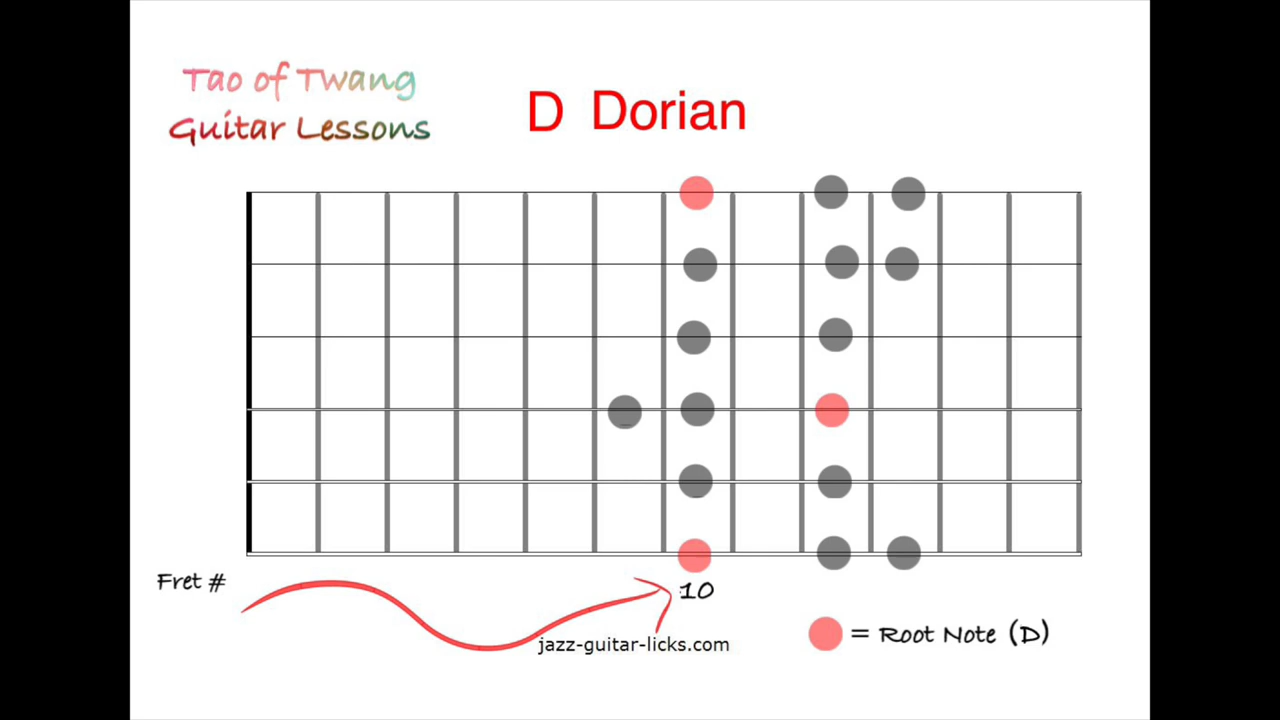 Tao of Twang
Guitar Lessons
D Dorian
Fret #
10
jazz-guitar-licks.com
= Root Note (D)